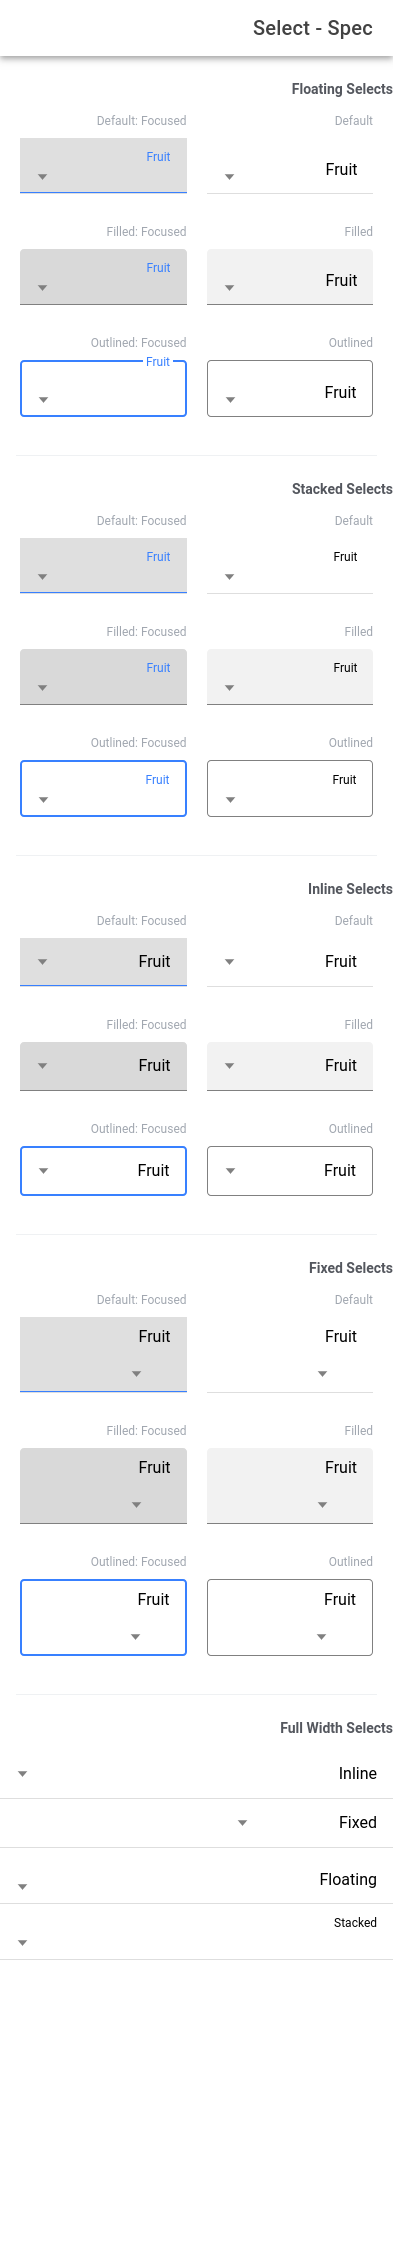 Select - Spec
Floating Selects
Default Default: Focused
Fruit Fruit
Filled Filled: Focused
Fruit Fruit
Outlined Outlined: Focused
Fruit Fruit
Stacked Selects
Default Default: Focused
Fruit Fruit
Filled Filled: Focused
Fruit Fruit
Outlined Outlined: Focused
Fruit Fruit
Inline Selects
Default Default: Focused
Fruit Fruit
Filled Filled: Focused
Fruit Fruit
Outlined Outlined: Focused
Fruit Fruit
Fixed Selects
Default Default: Focused
Fruit Fruit
Filled Filled: Focused
Fruit Fruit
Outlined Outlined: Focused
Fruit Fruit
Full Width Selects
Inline
Fixed
Floating
Stacked